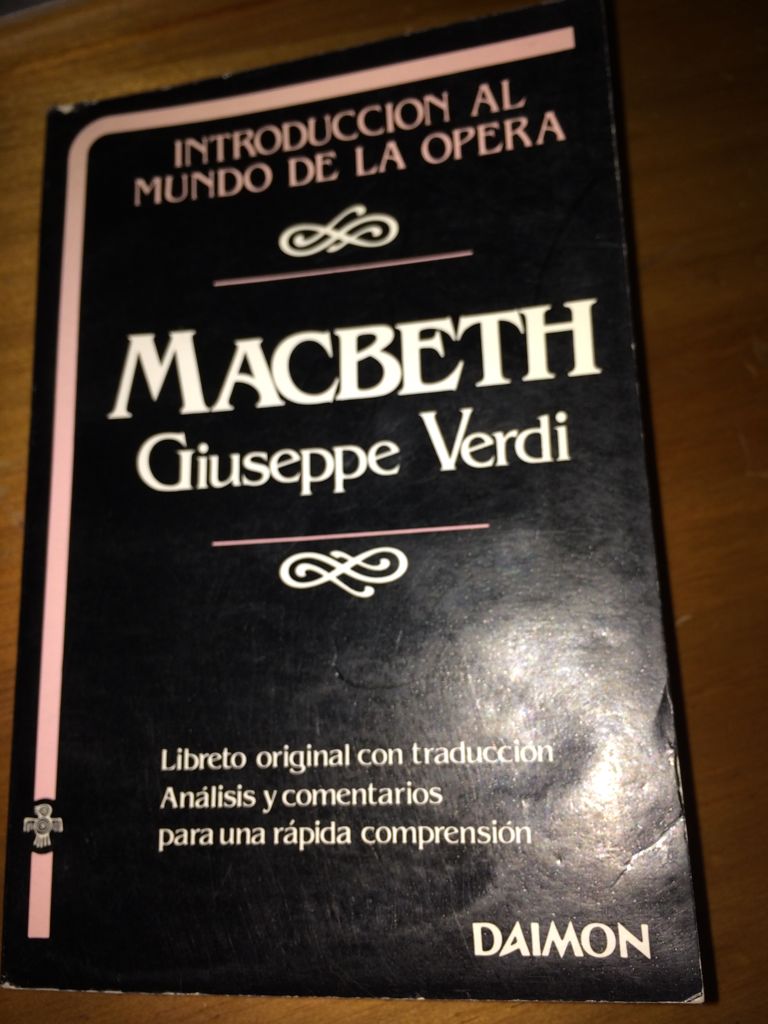 INTRODUCCION AL
MUNDO DE LA OPERA
MACBETH
Giuseppe Verdi
Libreto original con traducción
Análisis y comentarios
para una rápida comprensión
DAIMON